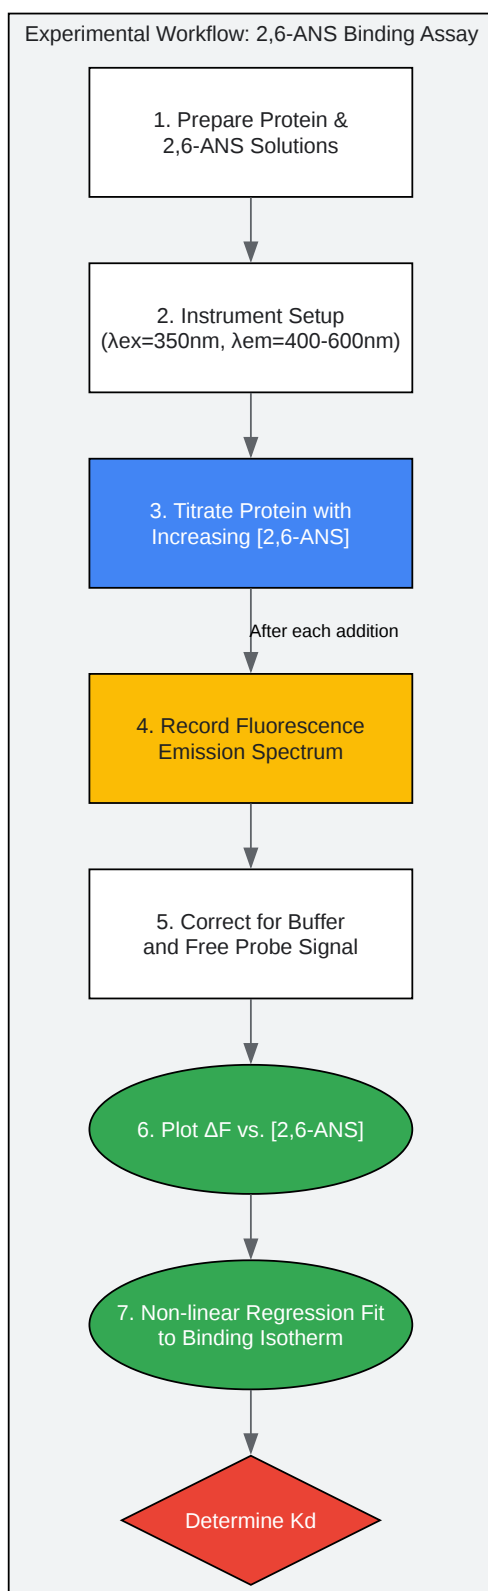 Experimental Workflow: 2,6-ANS Binding Assay
1. Prepare Protein &
2,6-ANS Solutions
2. Instrument Setup
(λex=350nm, λem=400-600nm)
3. Titrate Protein with
Increasing [2,6-ANS]
After each addition
4. Record Fluorescence
Emission Spectrum
5. Correct for Buffer
and Free Probe Signal
6. Plot ΔF vs. [2,6-ANS]
7. Non-linear Regression Fit
to Binding Isotherm
Determine Kd